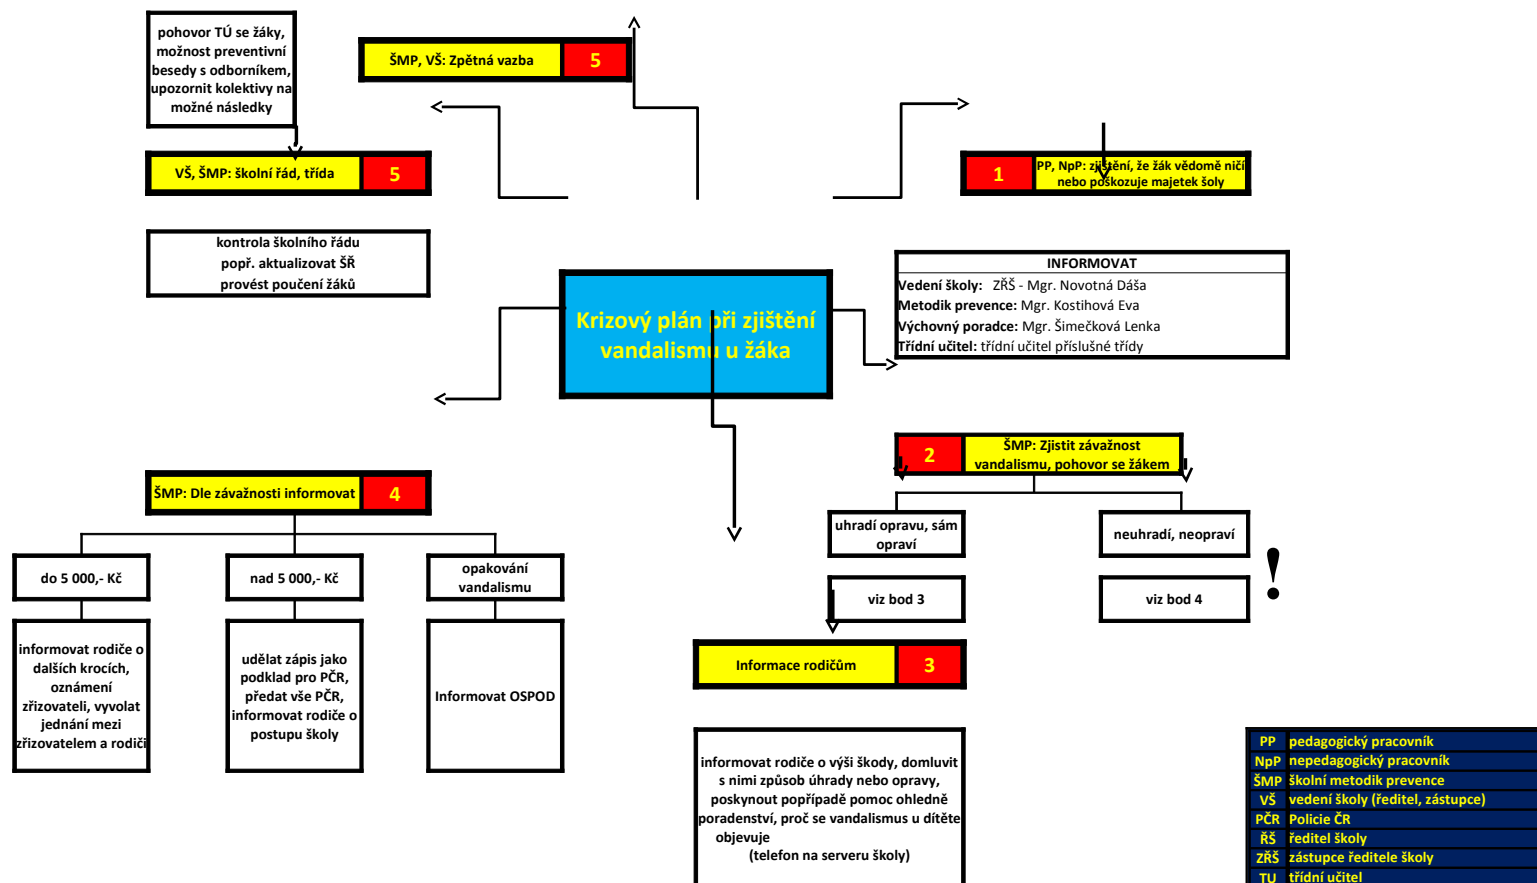 pohovor TÚ se žáky,
možnost preventivní
besedy s odborníkem,
upozornit kolektivy na
možné následky
ŠMP, VŠ: Zpětná vazba 5
VŠ, ŠMP: školní řád, třída 5
1 PP, NpP: zjištění, že žák vědomě ničí
nebo poškozuje majetek šoly
kontrola školního řádu
popř. aktualizovat ŠŘ
provést poučení žáků
Krizový plán při zjištění
vandalismu u žáka
INFORMOVAT
Vedení školy: ZŘŠ - Mgr. Novotná Dáša
Metodik prevence: Mgr. Kostihová Eva
Výchovný poradce: Mgr. Šimečková Lenka
Třídní učitel: třídní učitel příslušné třídy
2 ŠMP: Zjistit závažnost
vandalismu, pohovor se žákem
ŠMP: Dle závažnosti informovat 4
uhradí opravu, sám
opraví
neuhradí, neopraví
!
do 5 000,- Kč
nad 5 000,- Kč
opakování
vandalismu
viz bod 3
viz bod 4
informovat rodiče o
dalších krocích,
oznámení
zřizovateli, vyvolat
jednání mezi
zřizovatelem a rodiči
udělat zápis jako
podklad pro PČR,
předat vše PČR,
informovat rodiče o
postupu školy
Informovat OSPOD
Informace rodičům 3
informovat rodiče o výši škody, domluvit
s nimi způsob úhrady nebo opravy,
poskynout popřípadě pomoc ohledně
poradenství, proč se vandalismus u dítěte
objevuje
(telefon na serveru školy)
PP pedagogický pracovník
NpP nepedagogický pracovník
ŠMP školní metodik prevence
VŠ vedení školy (ředitel, zástupce)
PČR Policie ČR
ŘŠ ředitel školy
ZŘŠ zástupce ředitele školy
TU třídní učitel